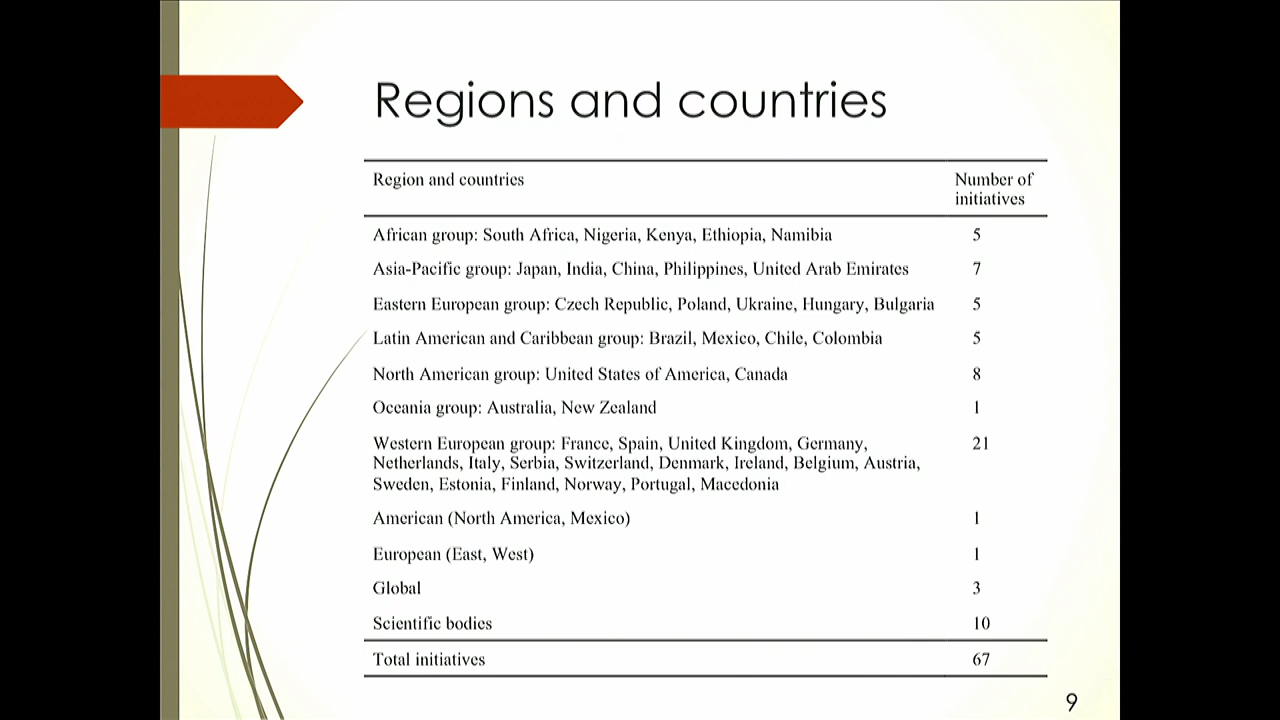 Regions and countries
Region and countries
Number of
initiatives
African group: South Africa, Nigeria, Kenya, Ethiopia, Namibia 5
Asia-Pacific group: Japan, India, China, Philippines, United Arab Emirates 7
Eastern European group: Czech Republic, Poland, Ukraine, Hungary, Bulgaria 5
Latin American and Caribbean group: Brazil, Mexico, Chile, Colombia 5
North American group: United States of America, Canada 8
Oceania group: Australia, New Zealand 1
Western European group: France, Spain, United Kingdom, Germany, 21
Netherlands, Italy, Serbia, Switzerland, Denmark, Ireland, Belgium, Austria,
Sweden, Estonia, Finland, Norway, Portugal, Macedonia
American (North America, Mexico) 1
European (East, West) 1
Global 3
Scientific bodies 10
Total initiatives 67
9